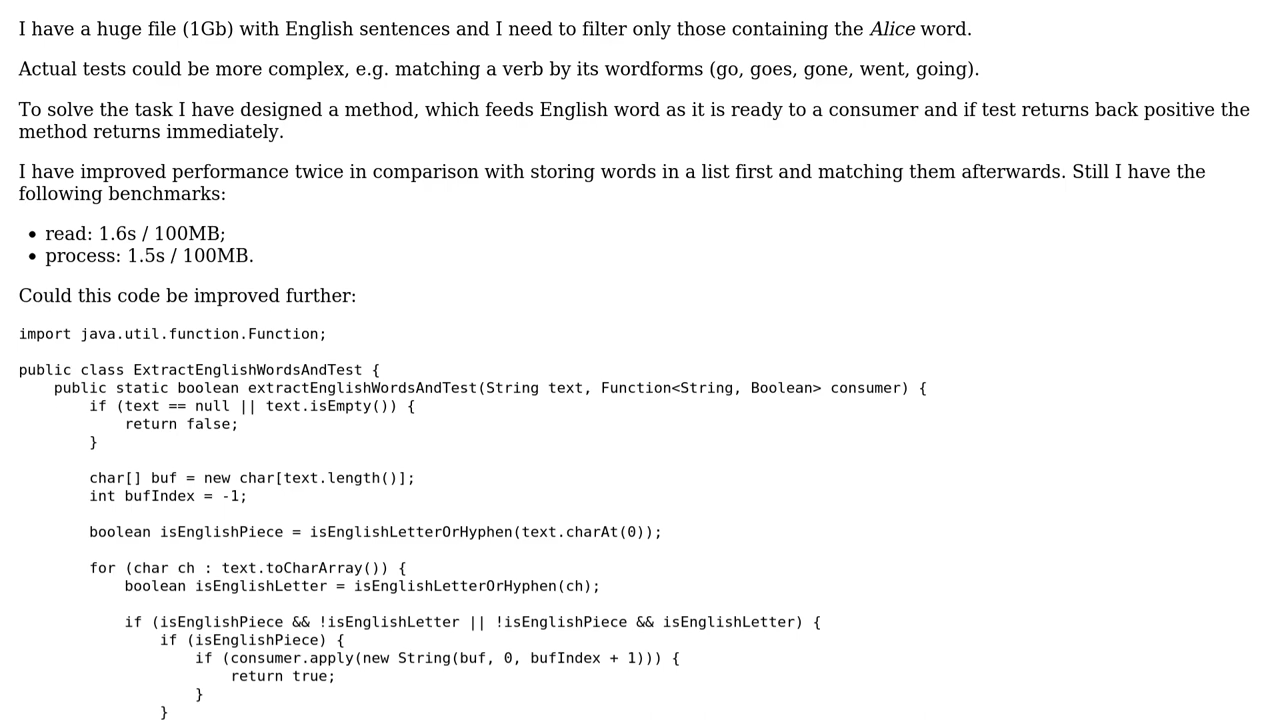 I have a huge file (1Gb) with English sentences and I need to filter only those containing the Alice word.
Actual tests could be more complex, e.g. matching a verb by its wordforms (go, goes, gone, went, going).
To solve the task I have designed a method, which feeds English word as it is ready to a consumer and if test returns back positive the
method returns immediately.
I have improved performance twice in comparison with storing words in a list first and matching them afterwards. Still I have the
following benchmarks:
• read: 1.6s / 100MB;
• process: 1.5s / 100MB.
Could this code be improved further:
import java.util.function.Function;
public class ExtractEnglishWordsAndTest {
    public static boolean extractEnglishWordsAndTest(String text, Function<String, Boolean> consumer) {
        if (text == null || text.isEmpty()) {
            return false;
        }
        char[] buf = new char[text.length()];
        int bufIndex = -1;
        boolean isEnglishPiece = isEnglishLetterOrHyphen(text.charAt(0));
        for (char ch : text.toCharArray()) {
            boolean isEnglishLetter = isEnglishLetterOrHyphen(ch);
            if (isEnglishPiece && !isEnglishLetter || !isEnglishPiece && isEnglishLetter) {
                if (isEnglishPiece) {
                    if (consumer.apply(new String(buf, 0, bufIndex + 1))) {
                        return true;
                    }
                }